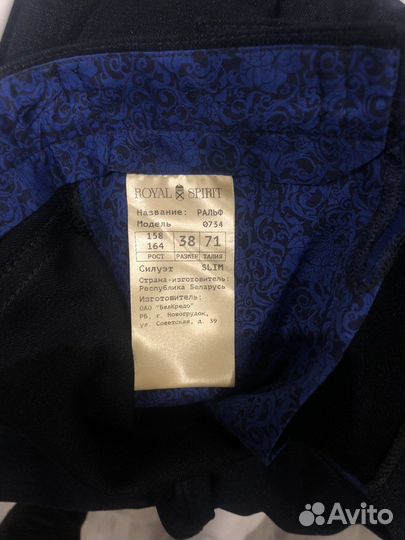 ROYAL SPIRIT
Название: РАЛЬФ
Модель 0734
158
164
38
71
РОСТ РАЗМЕР ТАЛИЯ
Силуэт SLIM
Страна-изготовитель:
Республика Беларусь
Изготовитель:
ОАО "БелКредо"
РБ, г. Новогрудок,
ул. Советская, д. 39
Avito